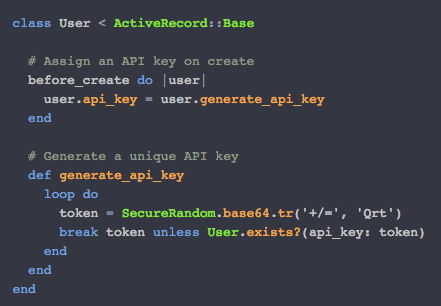 class User < ActiveRecord::Base
# Assign an API key on create
before_create do |user|
user.api_key = user.generate_api_key
end
# Generate a unique API key
def generate_api_key
loop do
token = SecureRandom.base64.tr('+/=', 'Qrt')
break token unless User.exists?(api_key: token)
end
end
end